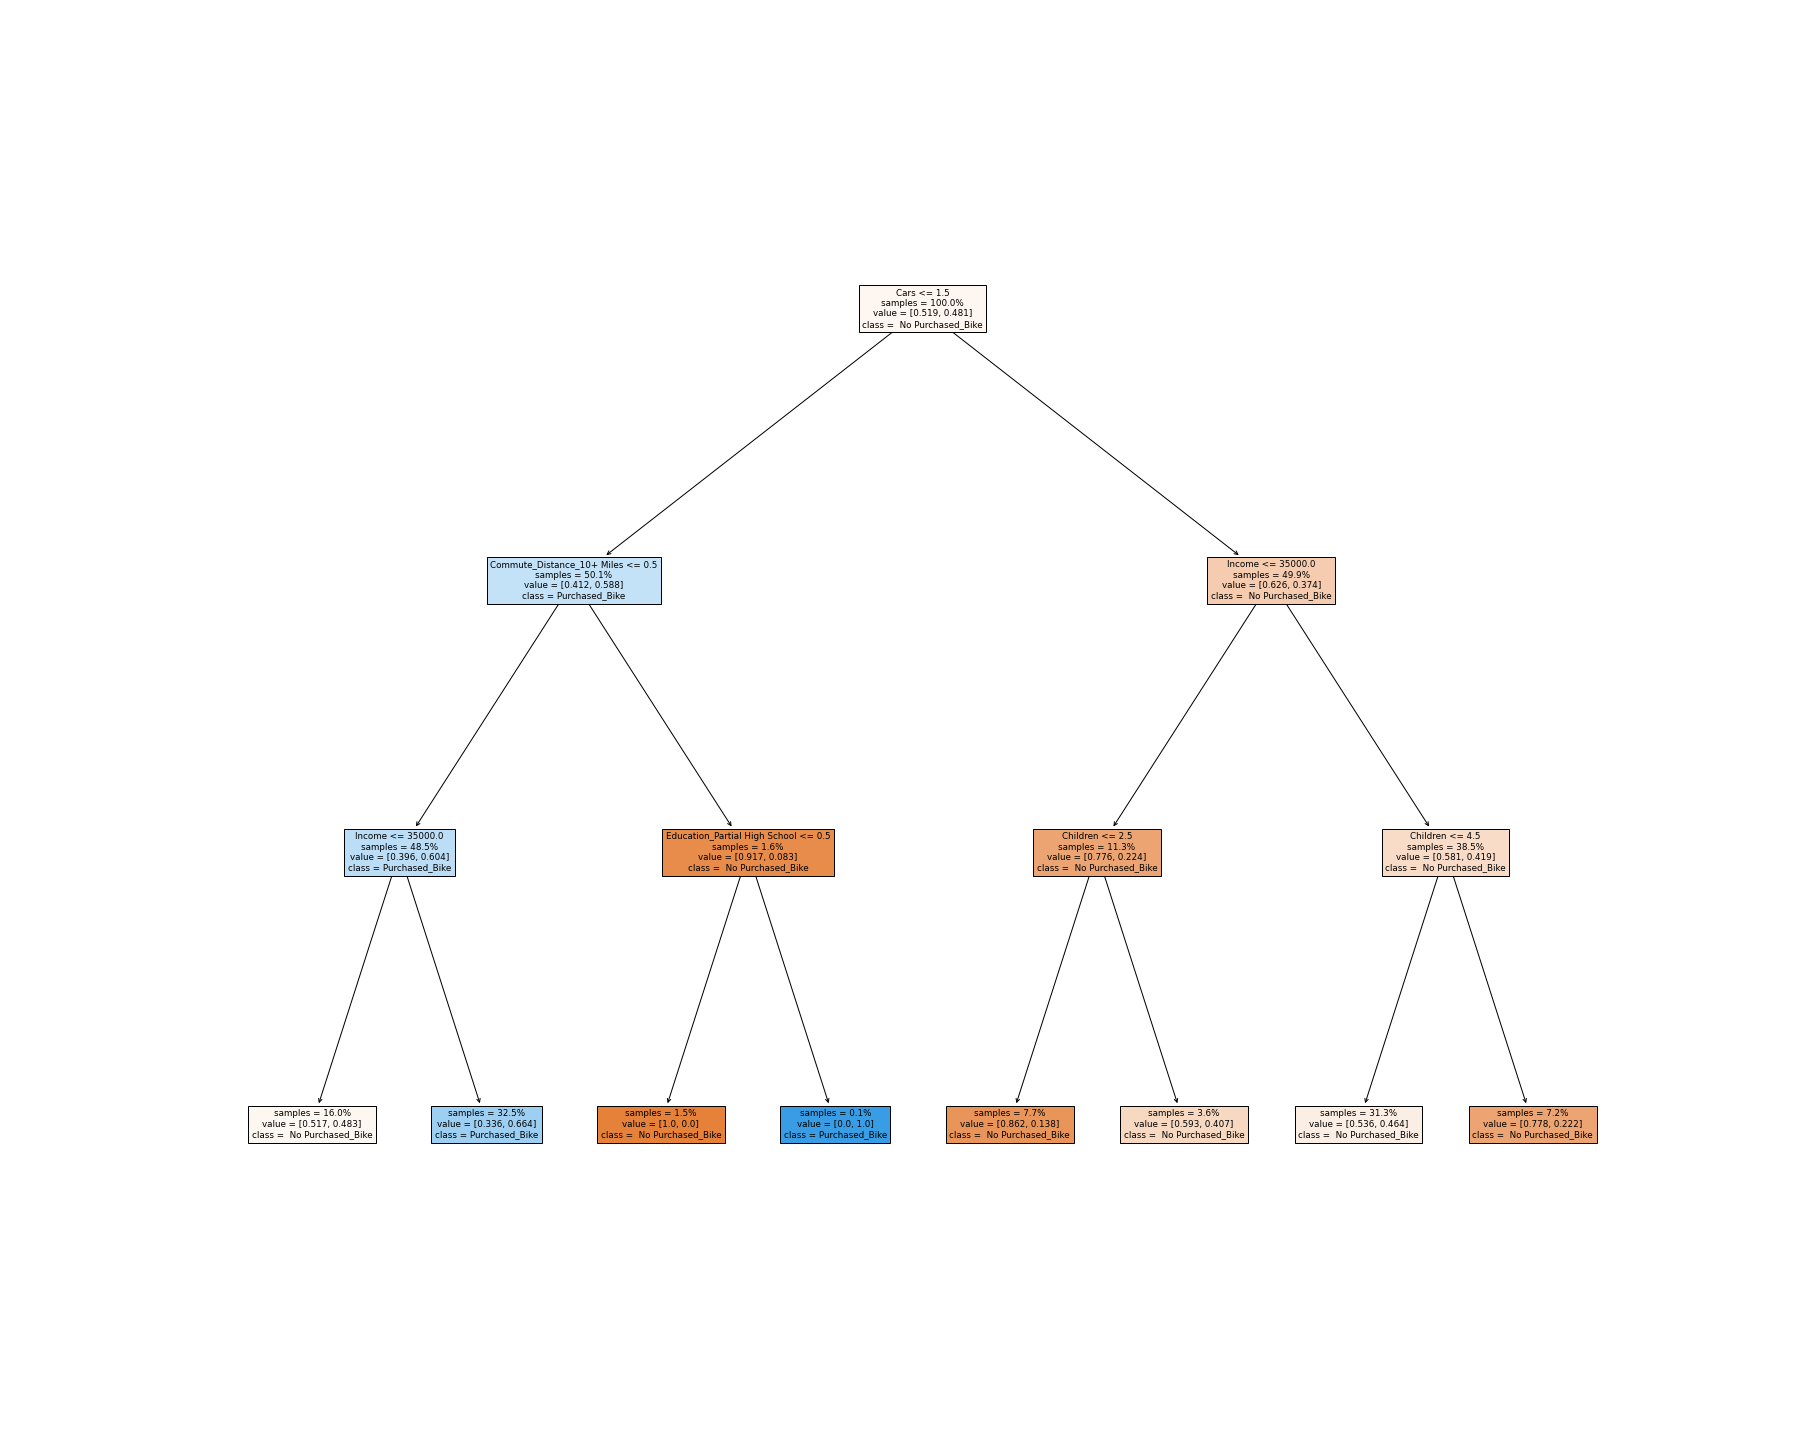 Cars <= 1.5
samples = 100.0%
value = [0.519, 0.481]
class =  No Purchased_Bike
Commute_Distance_10+ Miles <= 0.5
samples = 50.1%
value = [0.412, 0.588]
class = Purchased_Bike
Income <= 35000.0
samples = 49.9%
value = [0.626, 0.374]
class =  No Purchased_Bike
Income <= 35000.0
samples = 48.5%
value = [0.396, 0.604]
class = Purchased_Bike
Education_Partial High School <= 0.5
samples = 1.6%
value = [0.917, 0.083]
class =  No Purchased_Bike
Children <= 2.5
samples = 11.3%
value = [0.776, 0.224]
class =  No Purchased_Bike
Children <= 4.5
samples = 38.5%
value = [0.581, 0.419]
class =  No Purchased_Bike
samples = 16.0%
value = [0.517, 0.483]
class =  No Purchased_Bike
samples = 32.5%
value = [0.336, 0.664]
class = Purchased_Bike
samples = 1.5%
value = [1.0, 0.0]
class =  No Purchased_Bike
samples = 0.1%
value = [0.0, 1.0]
class = Purchased_Bike
samples = 7.7%
value = [0.862, 0.138]
class =  No Purchased_Bike
samples = 3.6%
value = [0.593, 0.407]
class =  No Purchased_Bike
samples = 31.3%
value = [0.536, 0.464]
class =  No Purchased_Bike
samples = 7.2%
value = [0.778, 0.222]
class =  No Purchased_Bike